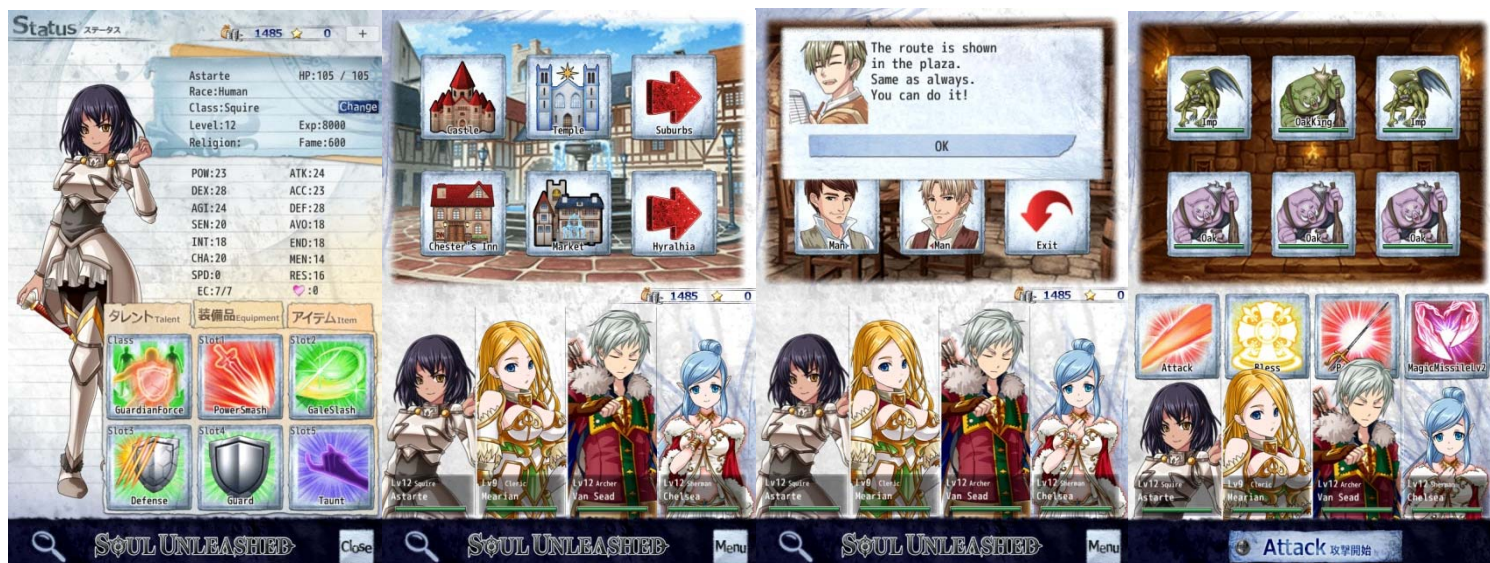 Status ステータス
1485 0 +
Astarte HP:105 / 105
Race:Human
Class:Squire Change
Level:12 Exp:8000
Religion: Fame:600
POW:23 ATK:24
DEX:28 ACC:23
AGI:24 DEF:28
SEN:20 AVO:18
INT:18 END:18
CHA:20 MEN:14
SPD:0 RES:16
EC:7/7 :0
タレント Talent 装備品 Equipment アイテム Item
Class Slot1 Slot2
GuardianForce PowerSmash GaleSlash
Slot3 Slot4 Slot5
Defense Guard Taunt
SOUL UNLEASHED Close
Castle Temple Suburbs
Chester's Inn Market Hyralhia
1485 0
Lv12 Squire Lv9 Cleric Lv12 Archer Lv12 Sherman
Astarte Mearian Van Sead Chelsea
SOUL UNLEASHED Menu
The route is shown
in the plaza.
Same as always.
You can do it!
OK
Man Man Exit
1485 0
Lv12 Squire Lv9 Cleric Lv12 Archer Lv12 Sherman
Astarte Mearian Van Sead Chelsea
SOUL UNLEASHED Menu
Imp OakKing Imp
Oak Oak Oak
Attack Bless MagicMissileLv2
Lv12 Squire Lv9 Cleric Lv12 Archer Lv12 Sherman
Astarte Mearian Van Sead Chelsea
Attack 攻撃開始